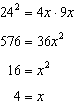 24² = 4x · 9x
576 = 36x²
16 = x²
4 = x